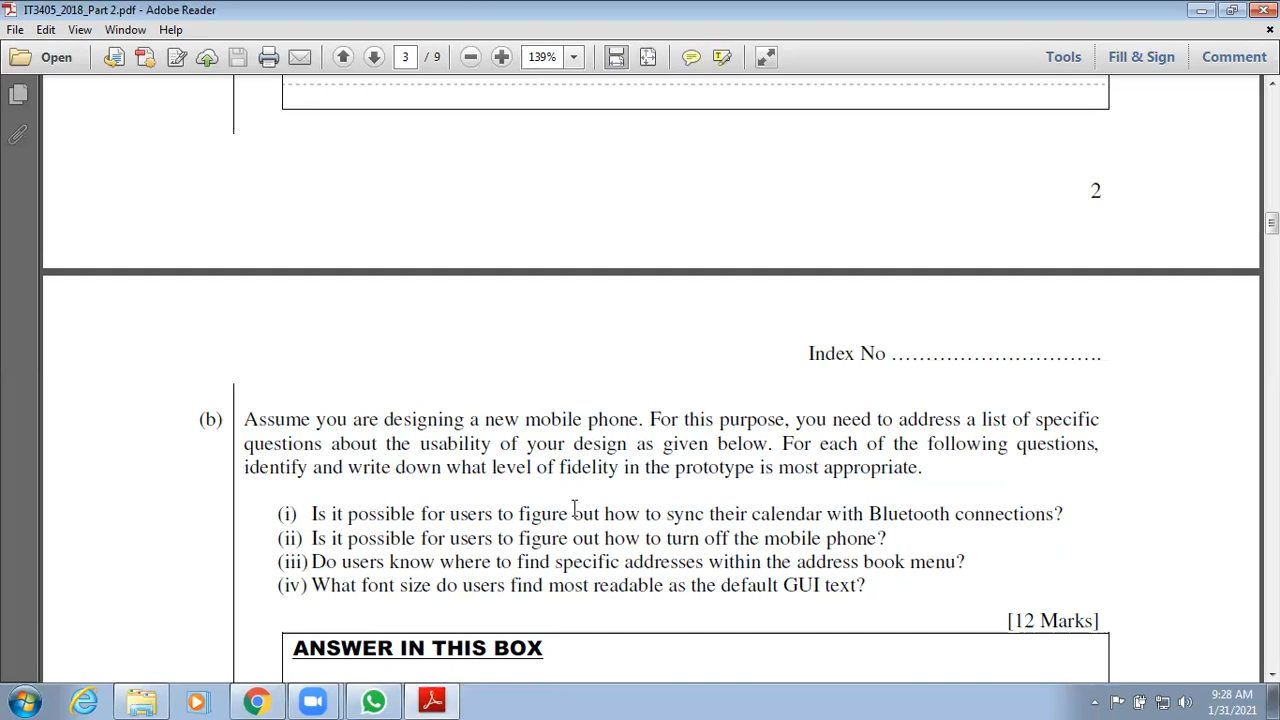 IT3405_2018_Part 2.pdf - Adobe Reader
File Edit View Window Help
Open 3 / 9 139% Tools Fill & Sign Comment
2
Index No …………………………….
(b) Assume you are designing a new mobile phone. For this purpose, you need to address a list of specific
questions about the usability of your design as given below. For each of the following questions,
identify and write down what level of fidelity in the prototype is most appropriate.
(i) Is it possible for users to figure out how to sync their calendar with Bluetooth connections?
(ii) Is it possible for users to figure out how to turn off the mobile phone?
(iii) Do users know where to find specific addresses within the address book menu?
(iv) What font size do users find most readable as the default GUI text?
[12 Marks]
ANSWER IN THIS BOX
9:28 AM
1/31/2021